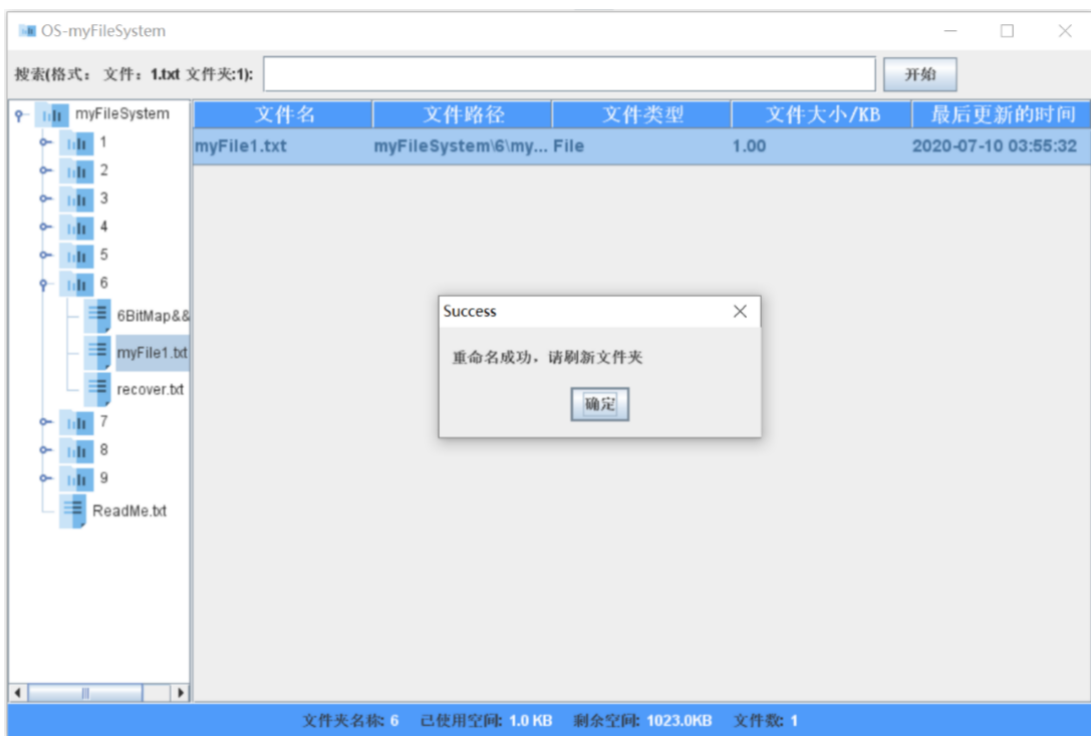 OS-myFileSystem
搜索(格式： 文件：1.txt 文件夹:1):
开始
myFileSystem
1
2
3
4
5
6
6BitMap&&
myFile1.txt
recover.txt
7
8
9
ReadMe.txt
文件名 文件路径 文件类型 文件大小/KB 最后更新的时间
myFile1.txt myFileSystem\6\my... File 1.00 2020-07-10 03:55:32
Success
重命名成功，请刷新文件夹
确定
文件夹名称: 6 已使用空间: 1.0 KB 剩余空间: 1023.0KB 文件数: 1